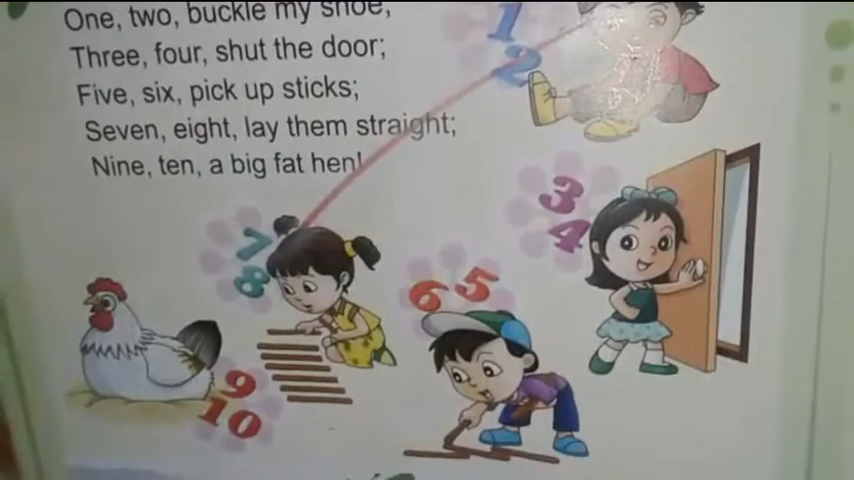 One, two, buckle my shoe,
Three, four, shut the door;
Five, six, pick up sticks;
Seven, eight, lay them straight;
Nine, ten, a big fat hen!
1
2
3
4
7
8
6 5
9
10